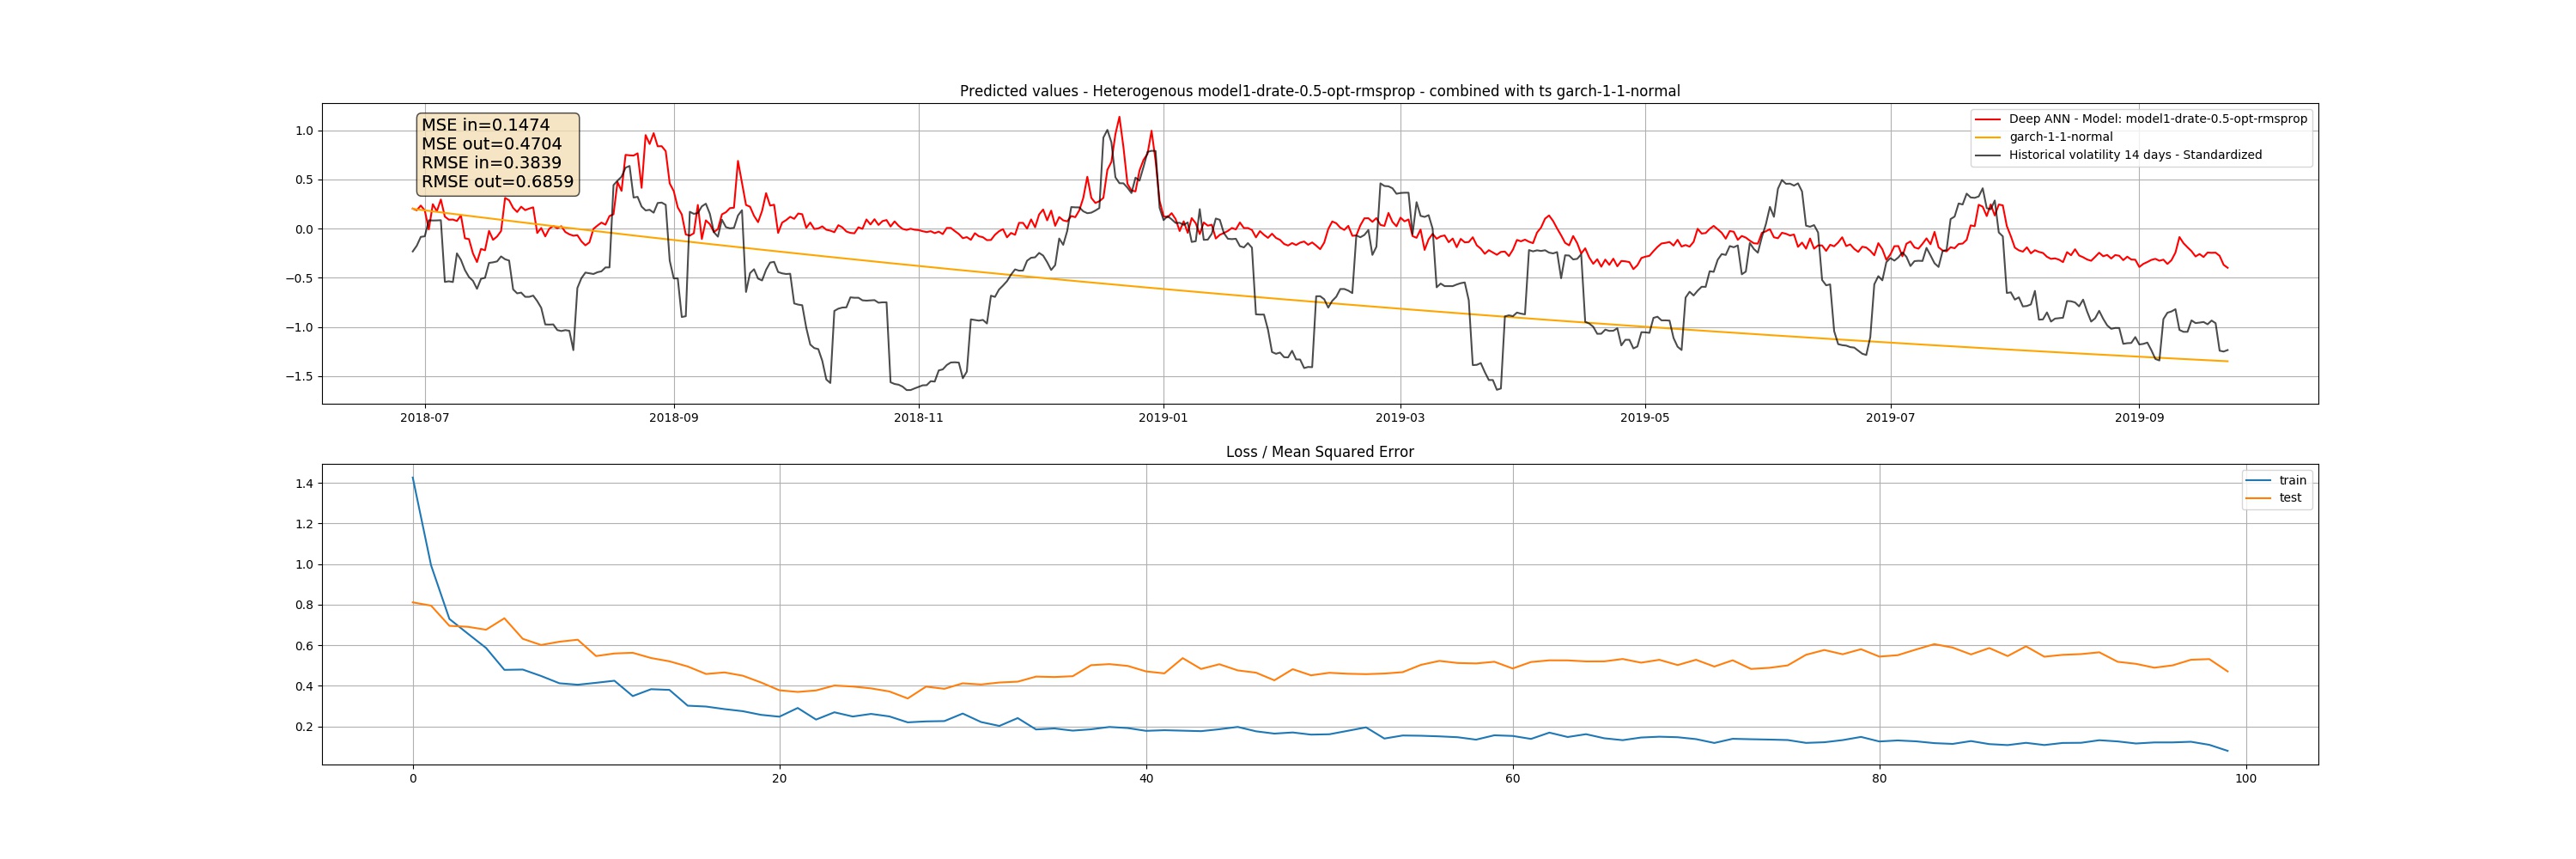 Predicted values - Heterogenous model1-drate-0.5-opt-rmsprop - combined with ts garch-1-1-normal
MSE in=0.1474
MSE out=0.4704
RMSE in=0.3839
RMSE out=0.6859
Deep ANN - Model: model1-drate-0.5-opt-rmsprop
garch-1-1-normal
Historical volatility 14 days - Standardized
1.0
0.5
0.0
−0.5
−1.0
−1.5
2018-07 2018-09 2018-11 2019-01 2019-03 2019-05 2019-07 2019-09
Loss / Mean Squared Error
train
test
1.4
1.2
1.0
0.8
0.6
0.4
0.2
0 20 40 60 80 100